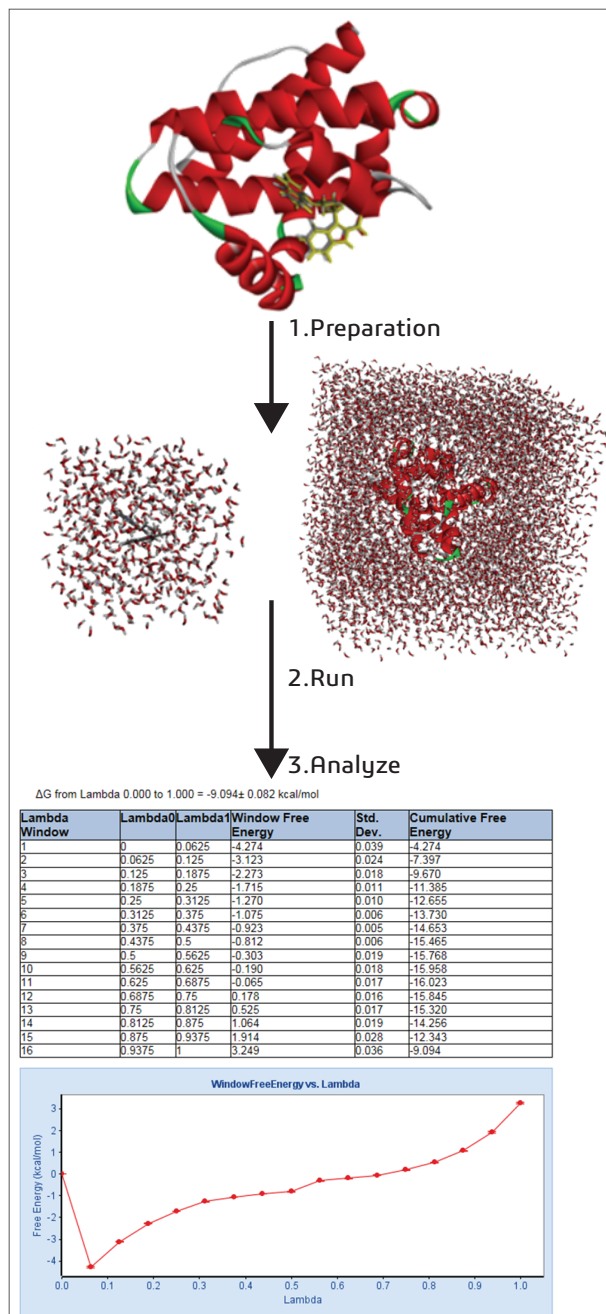 1.Preparation
2.Run
3.Analyze
ΔG from Lambda 0.000 to 1.000 = -9.094± 0.082 kcal/mol
Lambda Window Lambda0 Lambda1 Window Free Energy Std. Dev. Cumulative Free Energy
1 0 0.0625 -4.274 0.039 -4.274
2 0.0625 0.125 -3.123 0.024 -7.397
3 0.125 0.1875 -2.273 0.018 -9.670
4 0.1875 0.25 -1.715 0.011 -11.385
5 0.25 0.3125 -1.270 0.010 -12.655
6 0.3125 0.375 -1.075 0.006 -13.730
7 0.375 0.4375 -0.923 0.005 -14.653
8 0.4375 0.5 -0.812 0.006 -15.465
9 0.5 0.5625 -0.303 0.019 -15.768
10 0.5625 0.625 -0.190 0.018 -15.958
11 0.625 0.6875 -0.065 0.017 -16.023
12 0.6875 0.75 0.178 0.016 -15.845
13 0.75 0.8125 0.525 0.017 -15.320
14 0.8125 0.875 1.064 0.019 -14.256
15 0.875 0.9375 1.914 0.028 -12.343
16 0.9375 1 3.249 0.036 -9.094
WindowFreeEnergy vs. Lambda
Free Energy (kcal/mol)
3
2
1
0
-1
-2
-3
-4
0.0 0.1 0.2 0.3 0.4 0.5 0.6 0.7 0.8 0.9 1.0
Lambda